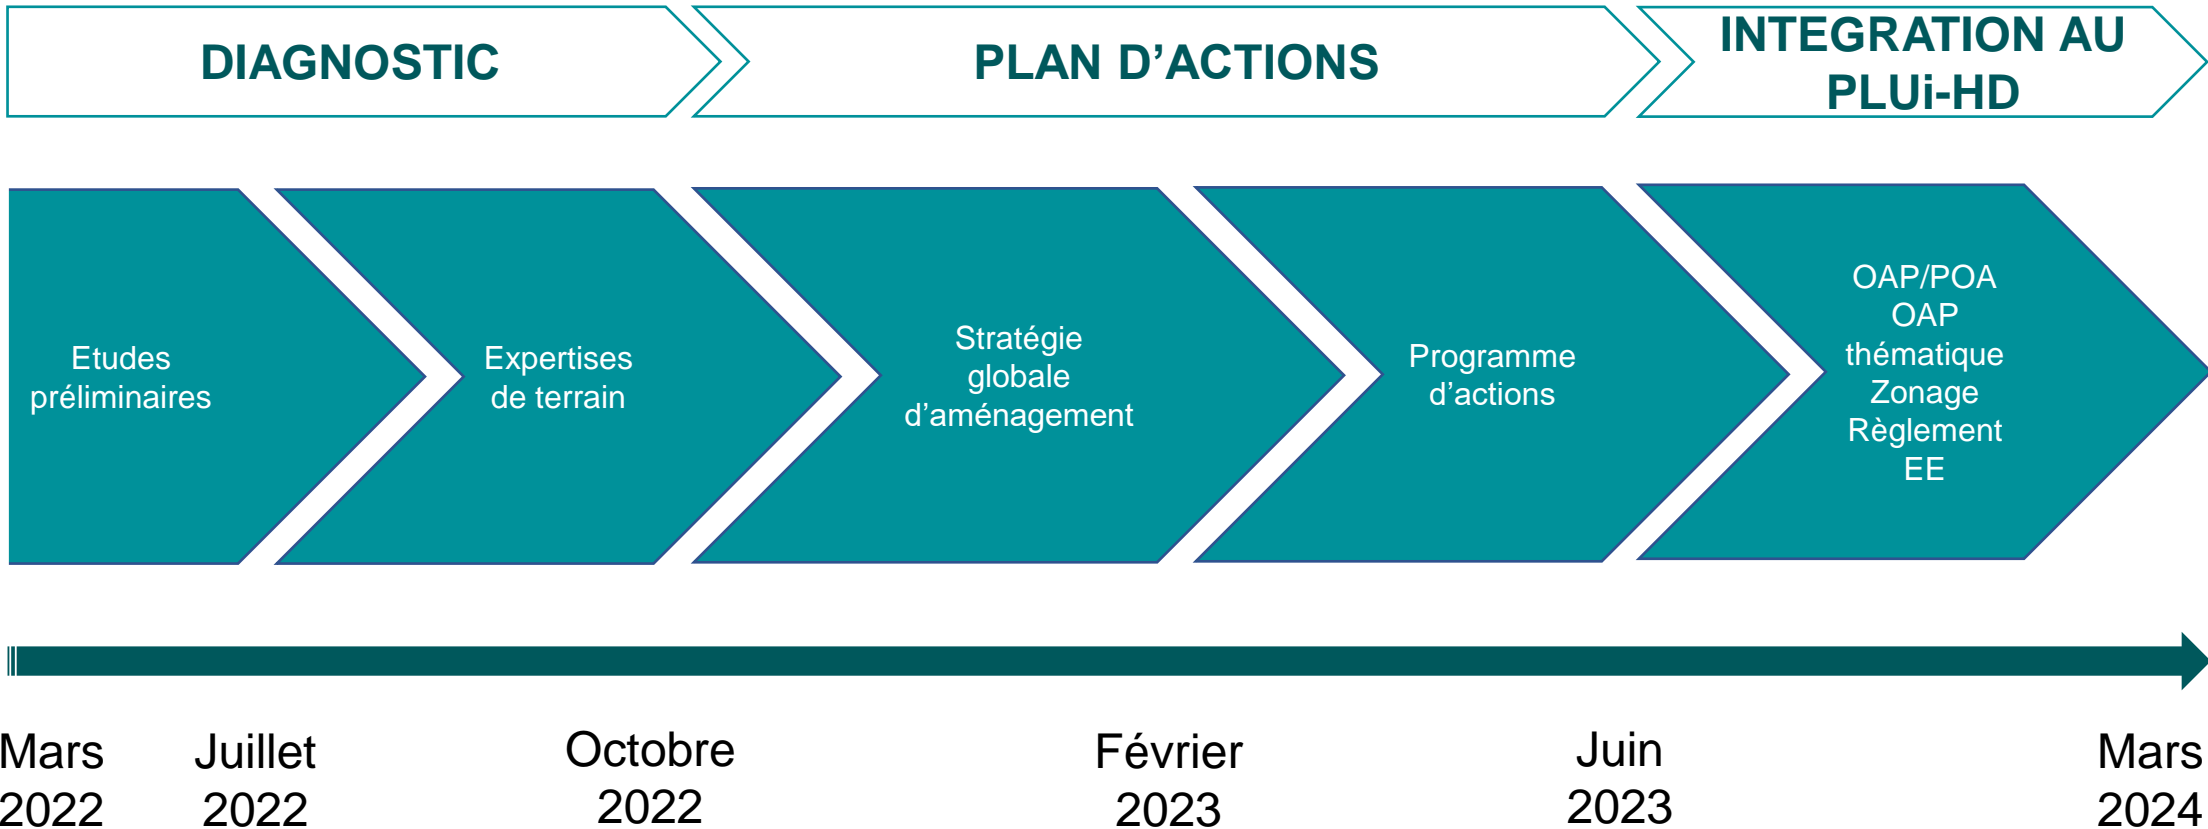 DIAGNOSTIC
PLAN D’ACTIONS
INTEGRATION AU
PLUi-HD
Etudes
préliminaires
Expertises
de terrain
Stratégie
globale
d’aménagement
Programme
d’actions
OAP/POA
OAP
thématique
Zonage
Règlement
EE
Mars
2022
Juillet
2022
Octobre
2022
Février
2023
Juin
2023
Mars
2024